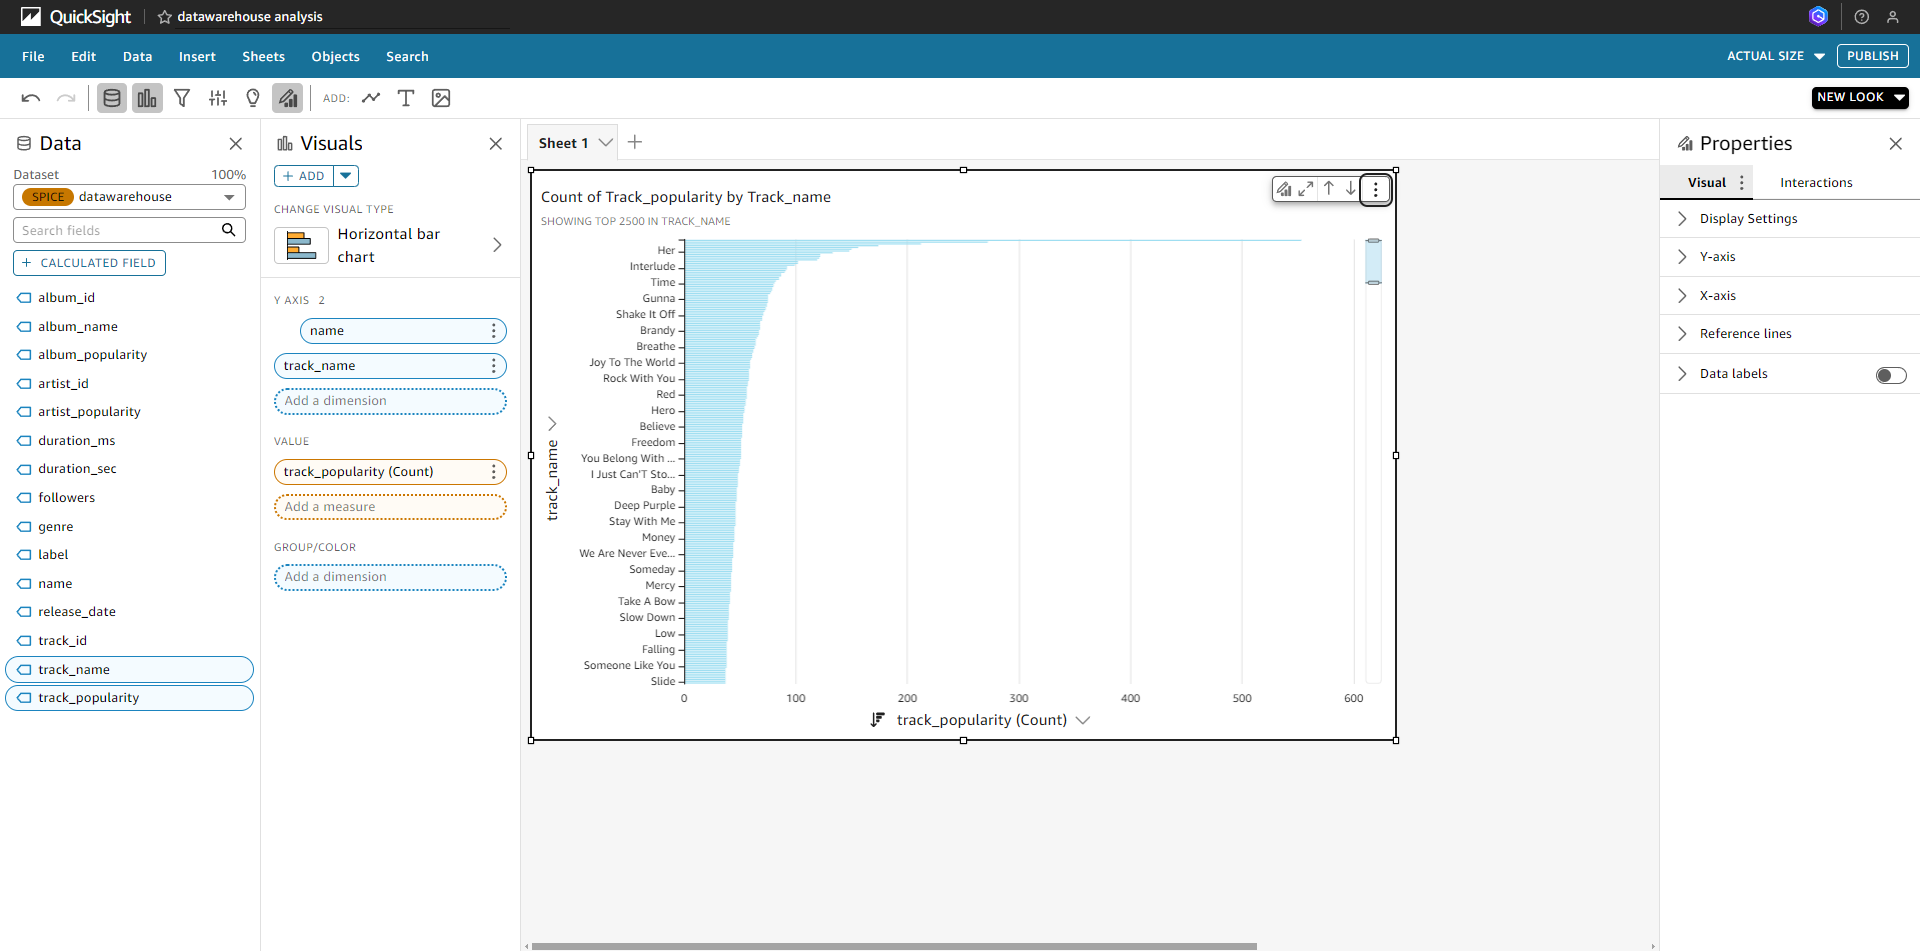 QuickSight
datawarehouse analysis
File Edit Data Insert Sheets Objects Search
ACTUAL SIZE
PUBLISH
ADD:
NEW LOOK
Data
Dataset 100%
SPICE datawarehouse
Search fields
+ CALCULATED FIELD
album_id
album_name
album_popularity
artist_id
artist_popularity
duration_ms
duration_sec
followers
genre
label
name
release_date
track_id
track_name
track_popularity
Visuals
+ ADD
CHANGE VISUAL TYPE
Horizontal bar
chart
Y AXIS 2
name
track_name
Add a dimension
VALUE
track_popularity (Count)
Add a measure
GROUP/COLOR
Add a dimension
Sheet 1
Count of Track_popularity by Track_name
SHOWING TOP 2500 IN TRACK_NAME
track_name
Her
Interlude
Time
Gunna
Shake It Off
Brandy
Breathe
Joy To The World
Rock With You
Red
Hero
Believe
Freedom
You Belong With ...
I Just Can'T Sto...
Baby
Deep Purple
Stay With Me
Money
We Are Never Eve...
Someday
Mercy
Take A Bow
Slow Down
Low
Falling
Someone Like You
Slide
0 100 200 300 400 500 600
track_popularity (Count)
Properties
Visual Interactions
Display Settings
Y-axis
X-axis
Reference lines
Data labels